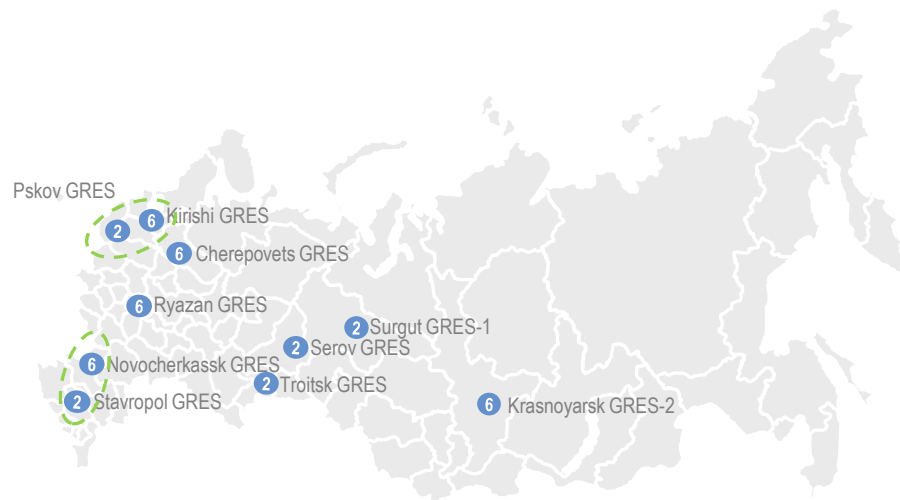 Pskov GRES
6 Kirishi GRES
2
6 Cherepovets GRES
6 Ryazan GRES
2 Surgut GRES-1
2 Serov GRES
6 Novocherkassk GRES
2 Troitsk GRES
2 Stavropol GRES
6 Krasnoyarsk GRES-2